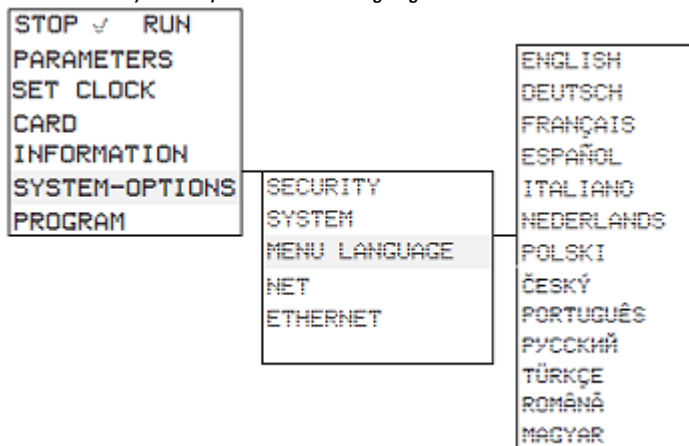 STOP √ RUN
PARAMETERS
SET CLOCK
CARD
INFORMATION
SYSTEM-OPTIONS
PROGRAM
SECURITY
SYSTEM
MENU LANGUAGE
NET
ETHERNET
ENGLISH
DEUTSCH
FRANÇAIS
ESPAÑOL
ITALIANO
NEDERLANDS
POLSKI
ČESKÝ
PORTUGUÊS
РУССКИЙ
TÜRKÇE
ROMÂNĂ
MAGYAR